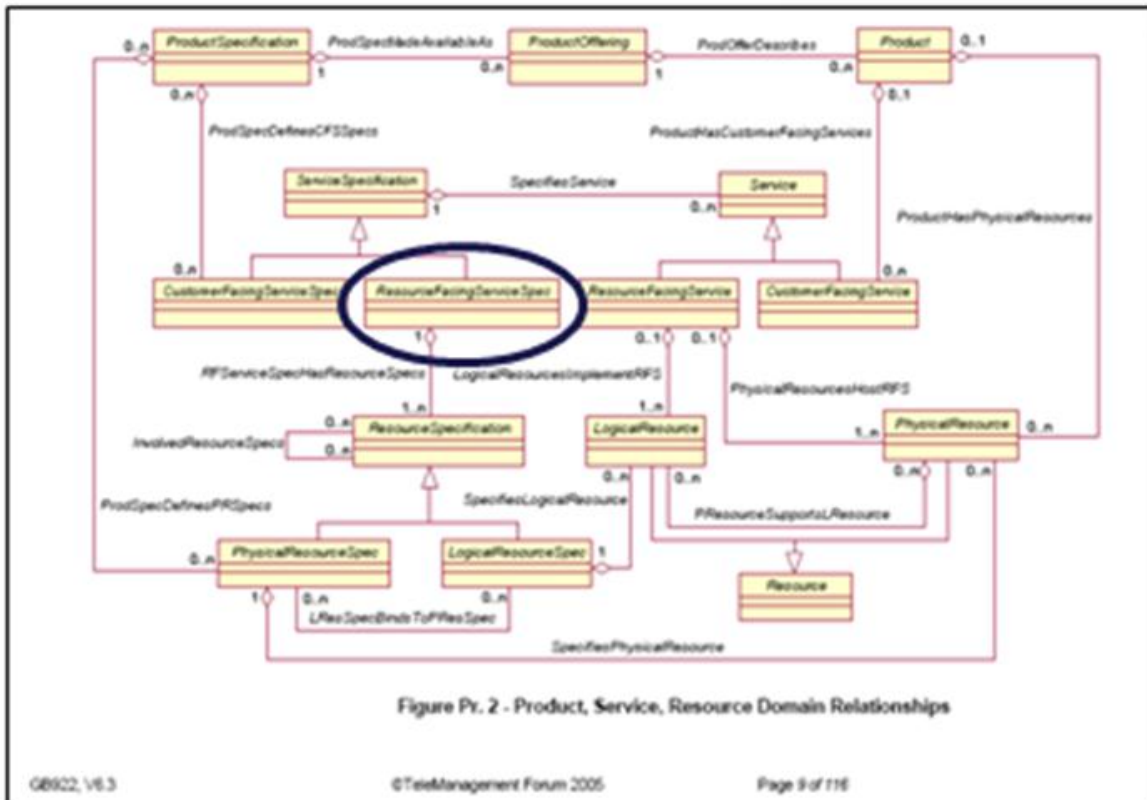 ProductSpecification
ProductOffering
Product
0..n
ProdSpecMadeAvailableAs
1
0..n
ProdOfferDescribes
1
0..n
0..1
0..n
0..1
ProdSpecDefinesCFSSpecs
ProductHasCustomerFacingServices
ServiceSpecification
SpecifiesService
Service
1
0..n
ProductHasPhysicalResources
0..n
0..n
CustomerFacingServiceSpec
ResourceFacingServiceSpec
ResourceFacingService
CustomerFacingService
1
0..1
0..1
RFServiceSpecHasResourceSpecs
LogicalResourcesImplementRFS
PhysicalResourcesHostRFS
1..n
1..n
0..n
ResourceSpecification
LogicalResource
PhysicalResource
1..n
0..n
InvolvedResourceSpecs
0..n
0..n
0..n
0..n
0..n
ProdSpecDefinesPRSpecs
SpecifiesLogicalResource
PResourceSupportsLResource
0..n
PhysicalResourceSpec
LogicalResourceSpec
1
Resource
1
0..n
0..n
LResSpecBindsToPResSpec
SpecifiesPhysicalResource
Figure Pr. 2 - Product, Service, Resource Domain Relationships
GB922, V6.3
©TeleManagement Forum 2005
Page 9 of 116